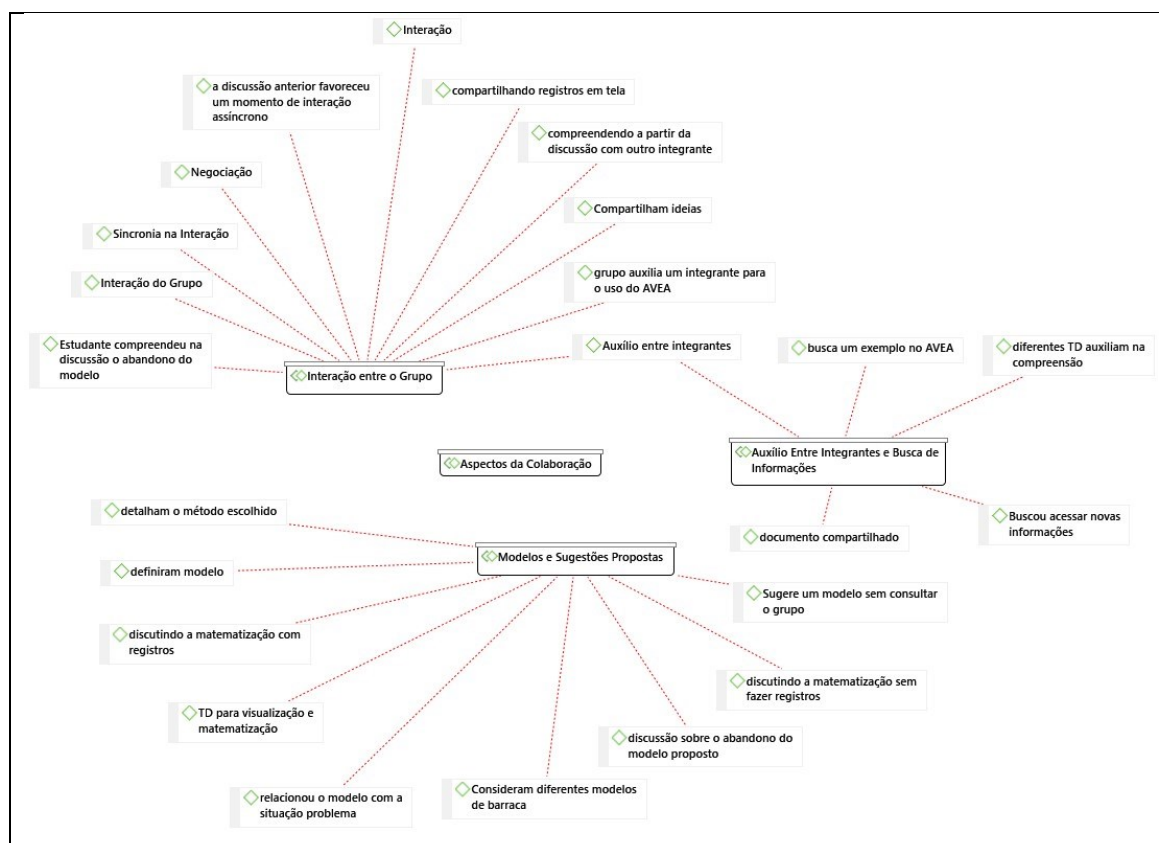 Interação
a discussão anterior favoreceu
um momento de interação
assíncrono
compartilhando registros em tela
compreendendo a partir da
discussão com outro integrante
Negociação
Compartilham ideias
Sincronia na Interação
grupo auxilia um integrante para
o uso do AVEA
Interação do Grupo
Estudante compreendeu na
discussão o abandono do
modelo
Auxílio entre integrantes
busca um exemplo no AVEA
diferentes TD auxiliam na
compreensão
Interação entre o Grupo
Aspectos da Colaboração
Auxílio Entre Integrantes e Busca de
Informações
detalham o método escolhido
documento compartilhado
Buscou acessar novas
informações
Modelos e Sugestões Propostas
definiram modelo
Sugere um modelo sem consultar
o grupo
discutindo a matematização com
registros
discutindo a matematização sem
fazer registros
TD para visualização e
matematização
discussão sobre o abandono do
modelo proposto
relacionou o modelo com a
situação problema
Consideram diferentes modelos
de barraca